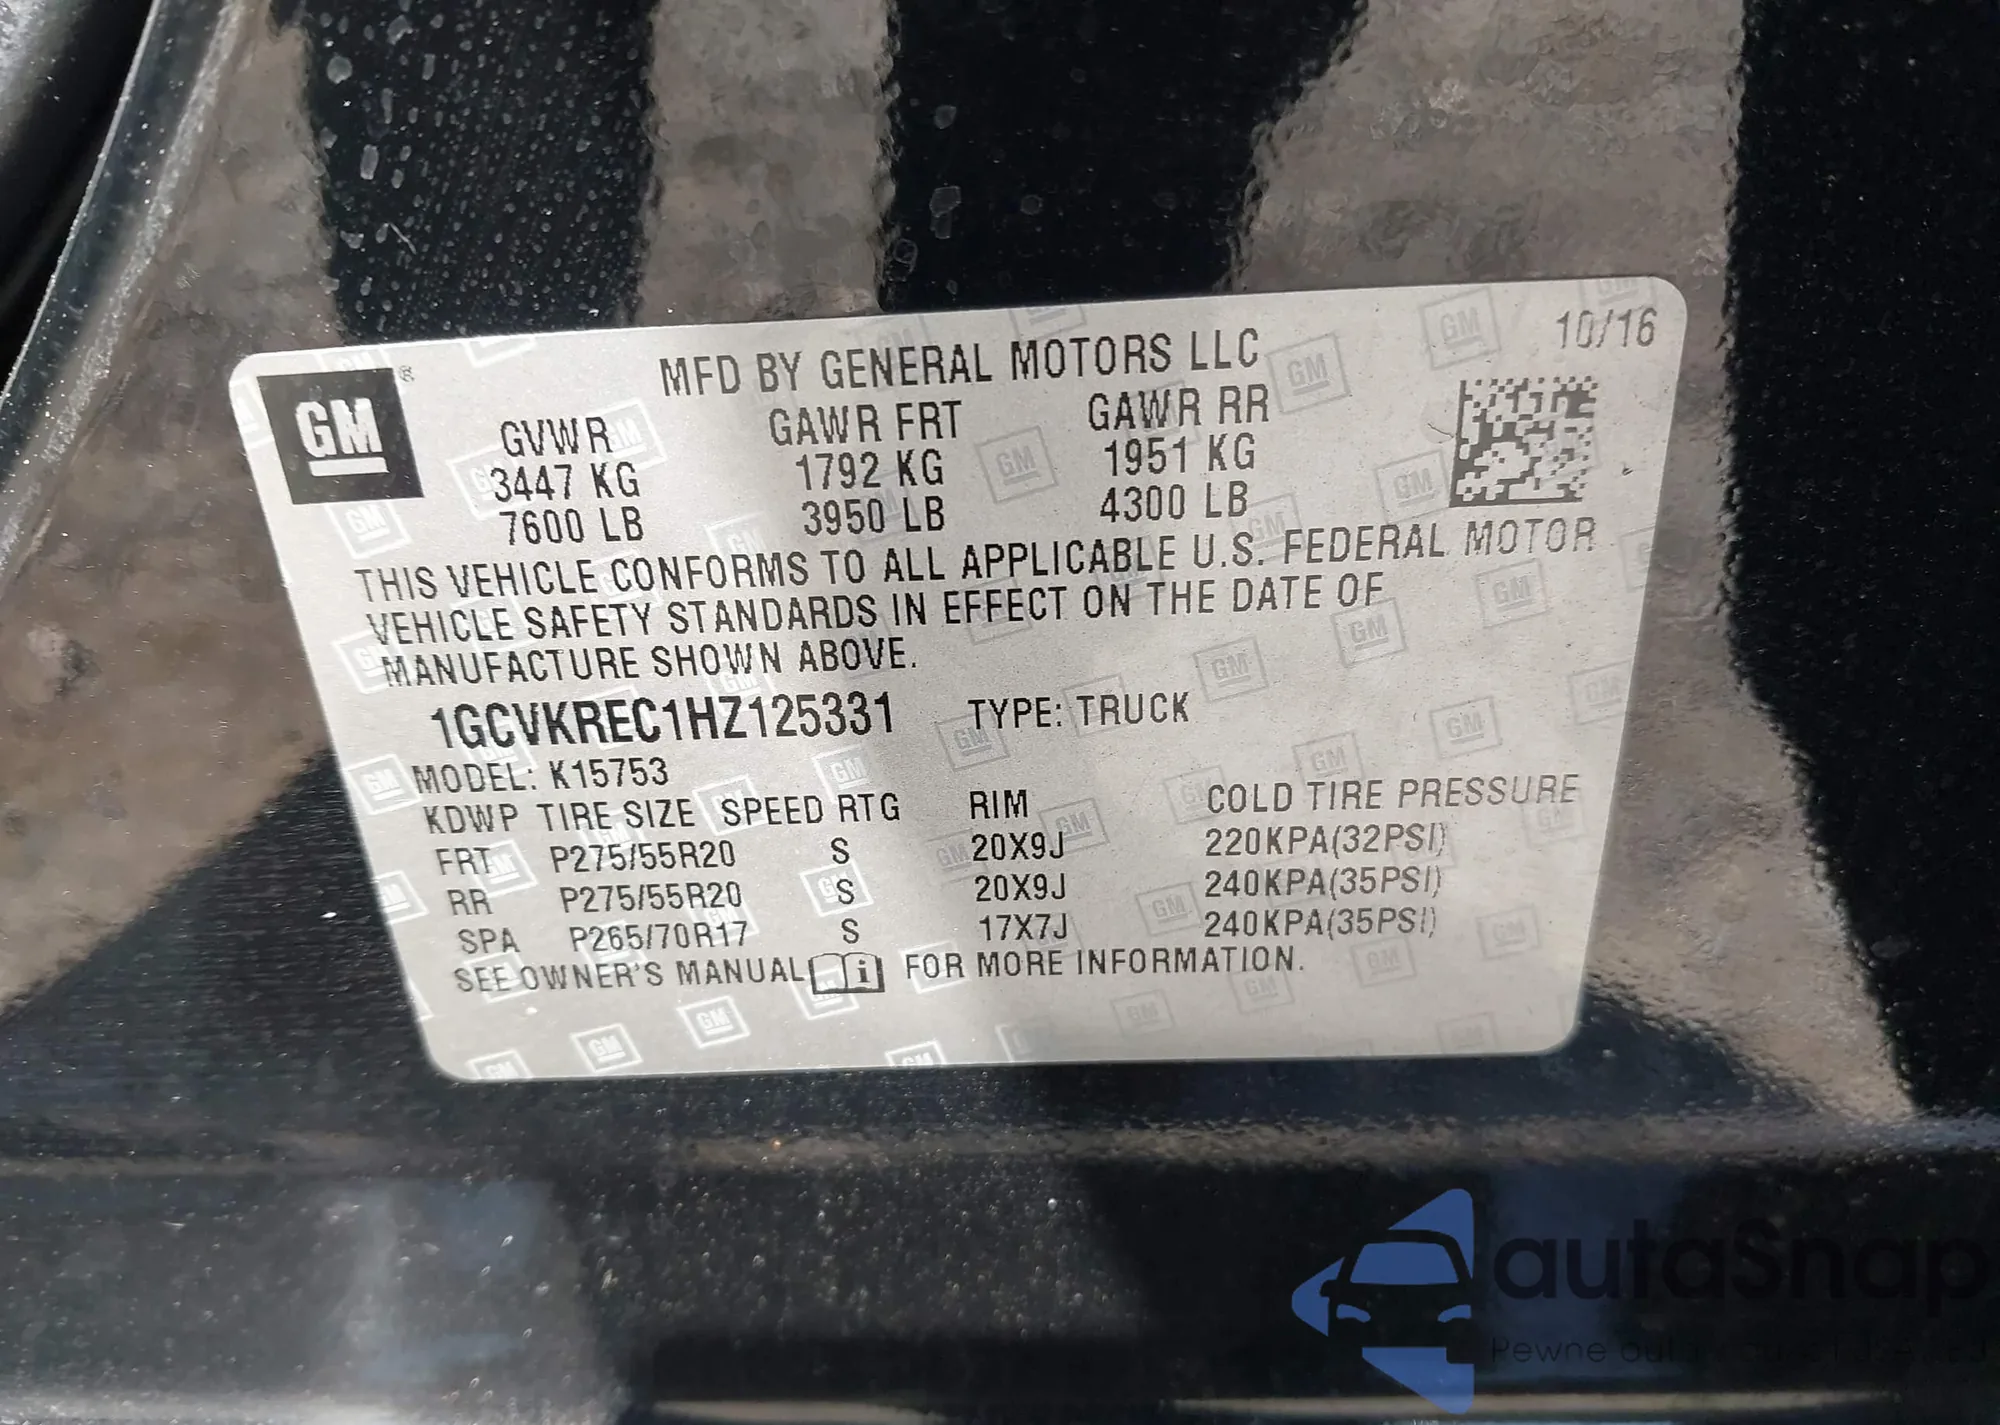 GM
®
MFD BY GENERAL MOTORS LLC
10/16
GVWR GAWR FRT GAWR RR
3447 KG 1792 KG 1951 KG
7600 LB 3950 LB 4300 LB
THIS VEHICLE CONFORMS TO ALL APPLICABLE U.S. FEDERAL MOTOR
VEHICLE SAFETY STANDARDS IN EFFECT ON THE DATE OF
MANUFACTURE SHOWN ABOVE.
1GCVKREC1HZ125331 TYPE: TRUCK
MODEL: K15753
KDWP TIRE SIZE SPEED RTG RIM COLD TIRE PRESSURE
FRT P275/55R20 S 20X9J 220KPA(32PSI)
RR P275/55R20 S 20X9J 240KPA(35PSI)
SPA P265/70R17 S 17X7J 240KPA(35PSI)
SEE OWNER'S MANUAL i FOR MORE INFORMATION.
autaSnap
Pewne